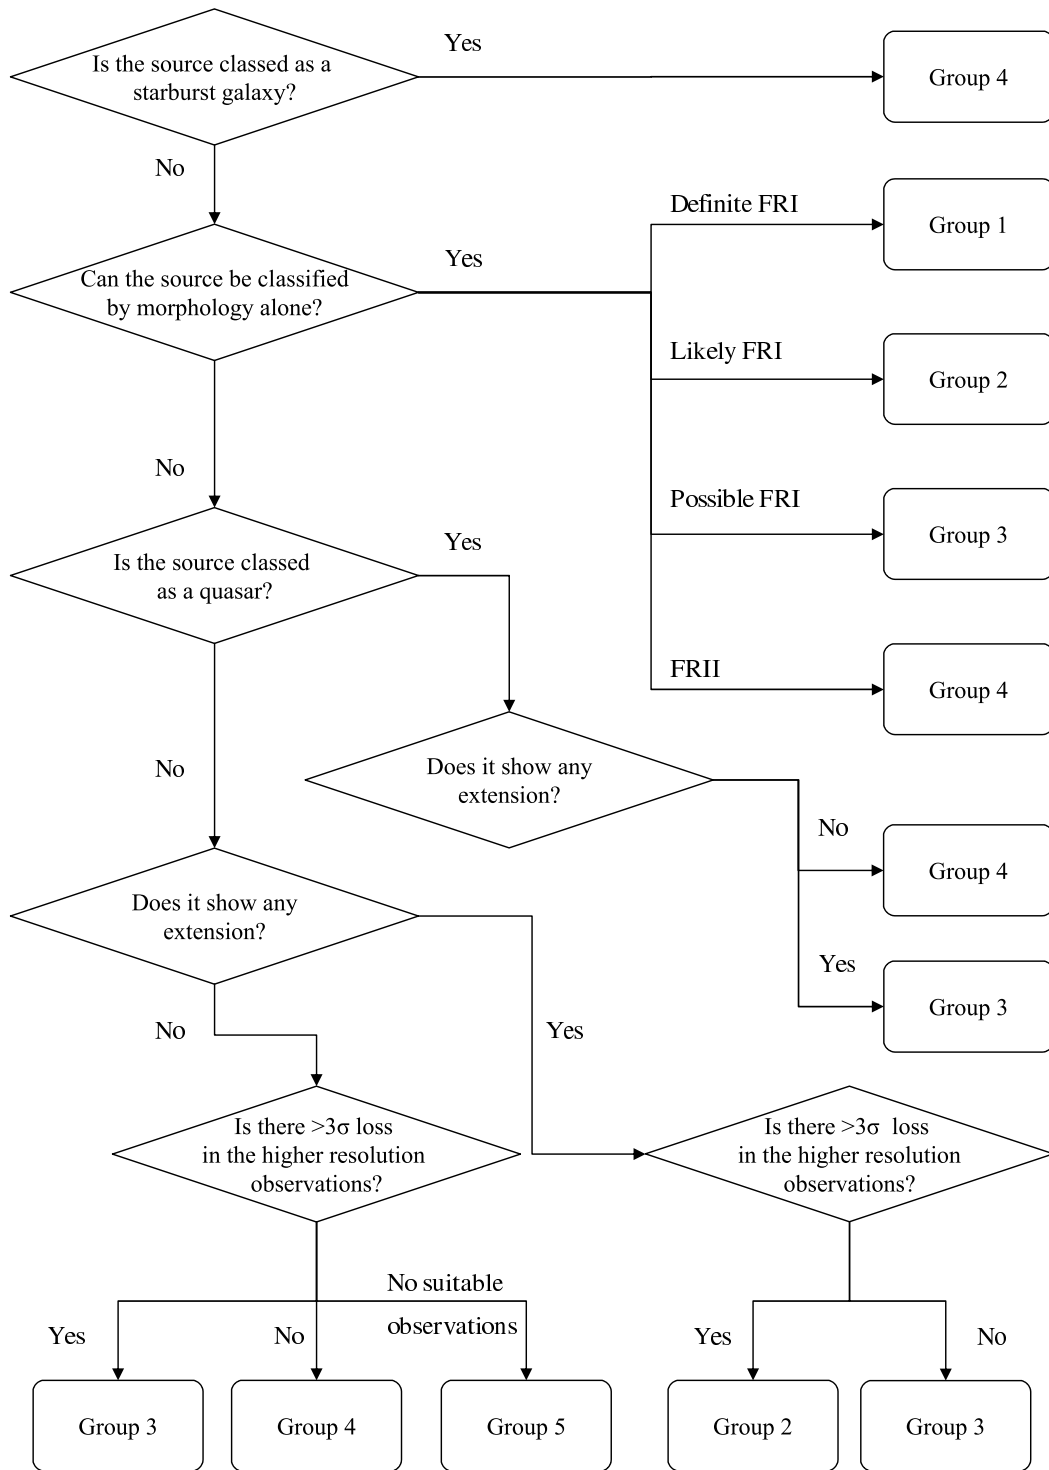 Yes
Is the source classed as a
starburst galaxy?
Group 4
No
Definite FRI
Group 1
Yes
Can the source be classified
by morphology alone?
Likely FRI
Group 2
No
Possible FRI
Group 3
Yes
Is the source classed
as a quasar?
FRII
Group 4
No
Does it show any
extension?
No
Group 4
Does it show any
extension?
Yes
Group 3
No
Yes
Is there >3σ loss
in the higher resolution
observations?
Is there >3σ loss
in the higher resolution
observations?
No suitable
observations
Yes
No
Yes
No
Group 3
Group 4
Group 5
Group 2
Group 3